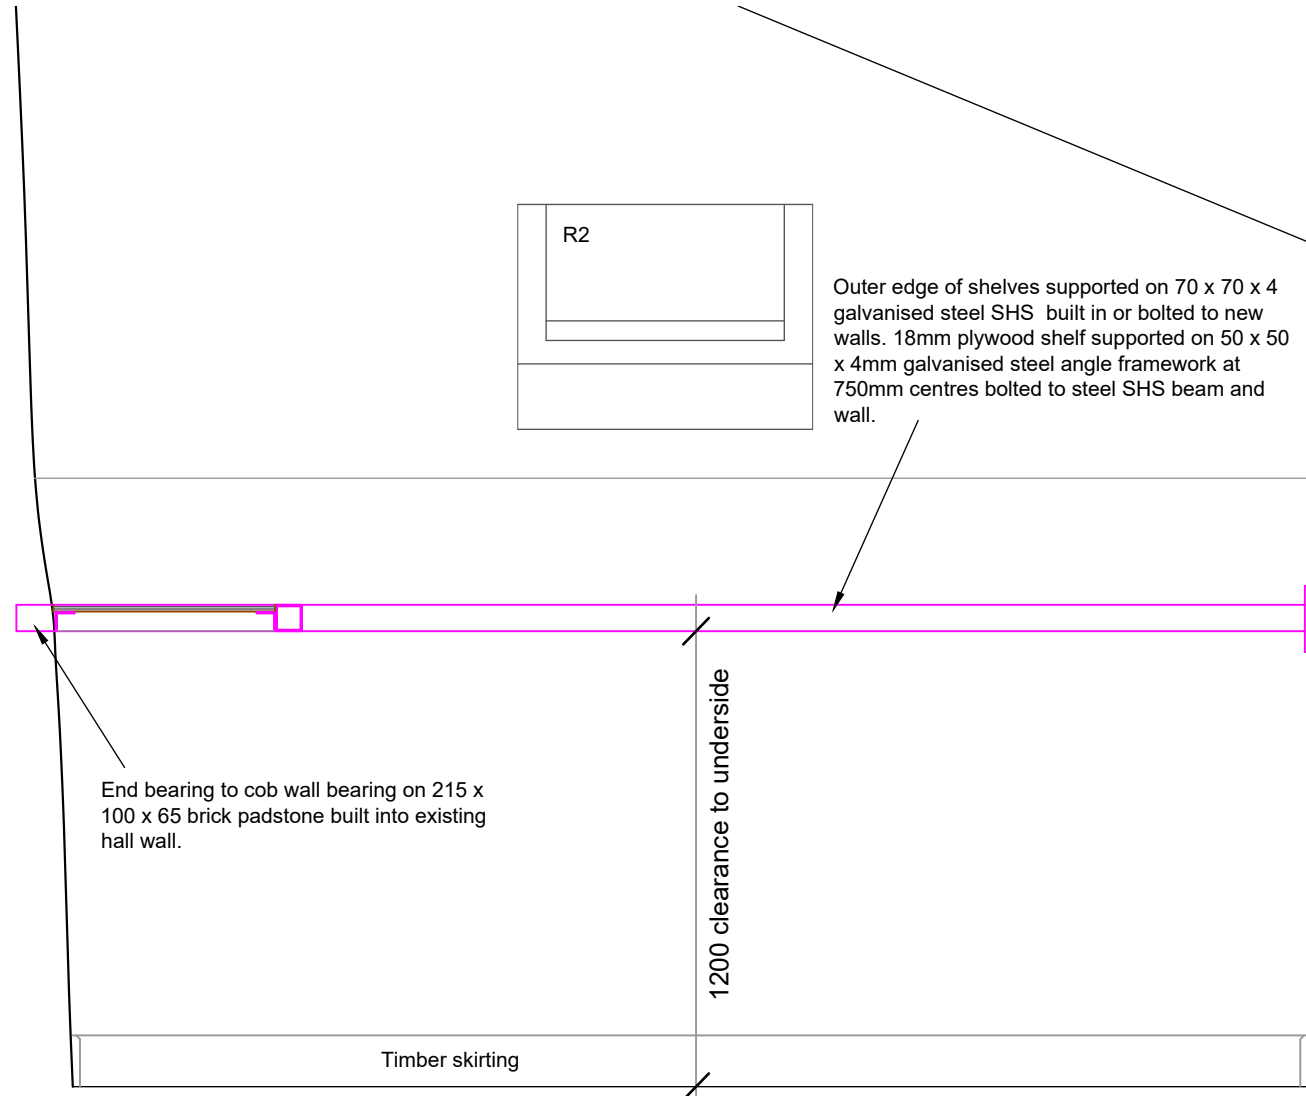 R2
Outer edge of shelves supported on 70 x 70 x 4
galvanised steel SHS  built in or bolted to new
walls. 18mm plywood shelf supported on 50 x 50
x 4mm galvanised steel angle framework at
750mm centres bolted to steel SHS beam and
wall.
1200 clearance to underside
End bearing to cob wall bearing on 215 x
100 x 65 brick padstone built into existing
hall wall.
Timber skirting